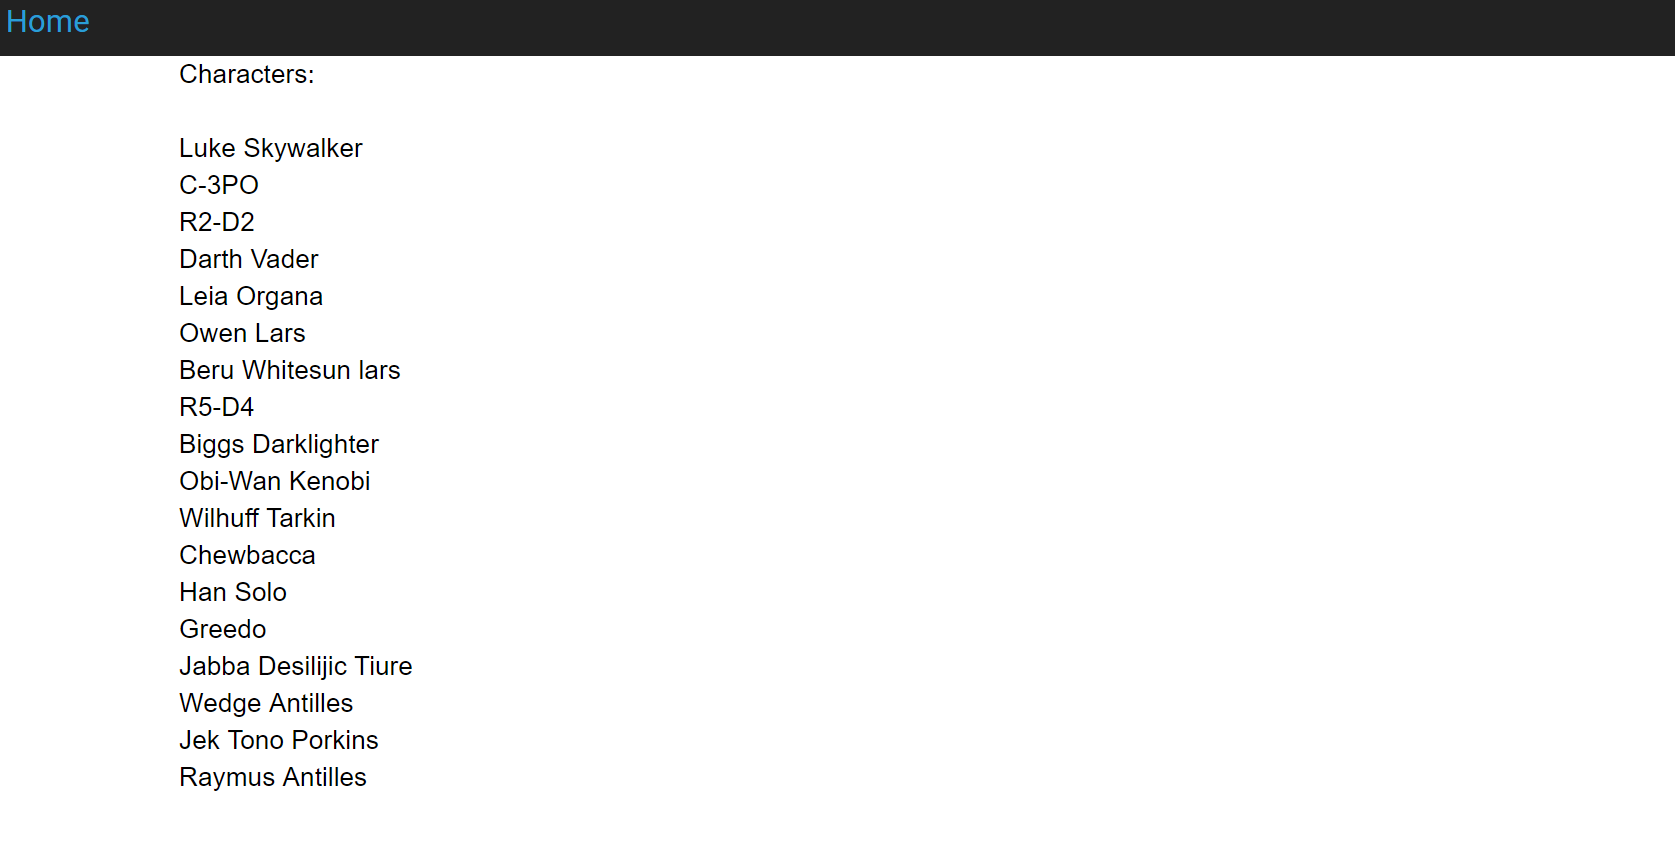 Home
Characters:
Luke Skywalker
C-3PO
R2-D2
Darth Vader
Leia Organa
Owen Lars
Beru Whitesun lars
R5-D4
Biggs Darklighter
Obi-Wan Kenobi
Wilhuff Tarkin
Chewbacca
Han Solo
Greedo
Jabba Desilijic Tiure
Wedge Antilles
Jek Tono Porkins
Raymus Antilles